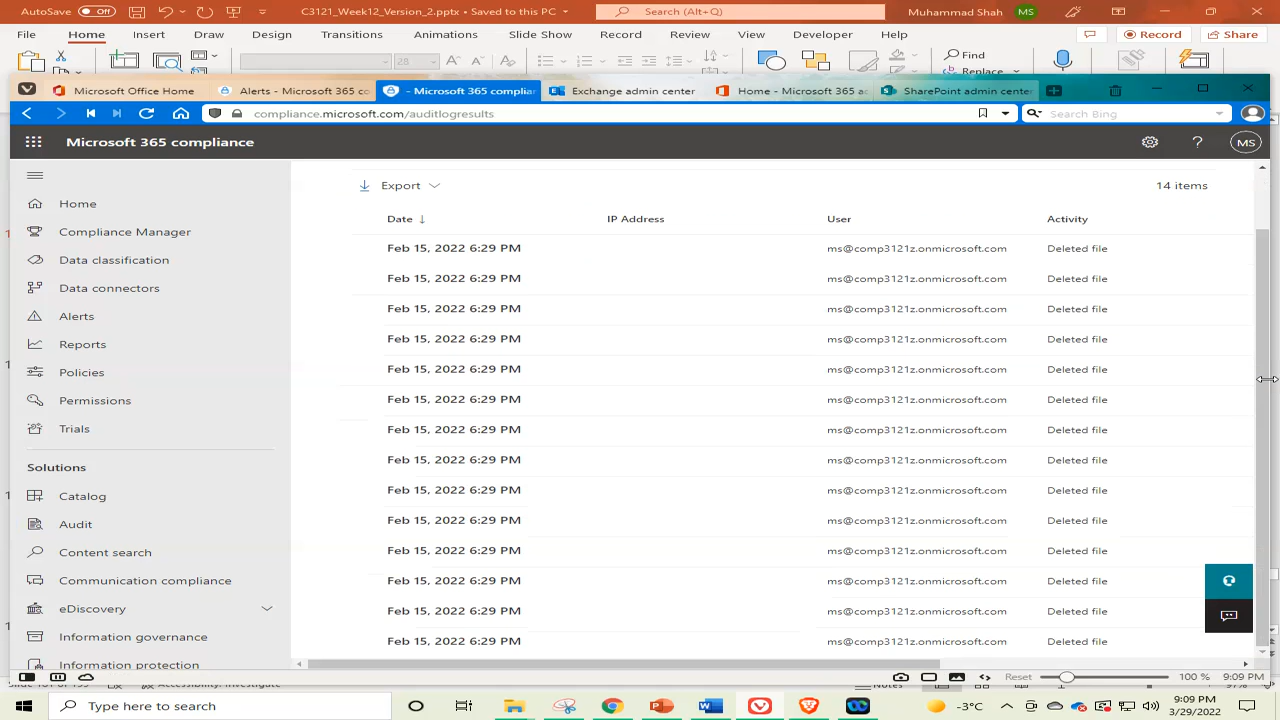 AutoSave Off C3121_Week12_Version_2.pptx • Saved to this PC Search (Alt+Q) Muhammad Shah MS
File Home Insert Draw Design Transitions Animations Slide Show Record Review View Developer Help Record Share
28 Find
Replace
Microsoft Office Home Alerts - Microsoft 365 co - Microsoft 365 complian Exchange admin center Home - Microsoft 365 ac SharePoint admin center
compliance.microsoft.com/auditlogresults Search Bing
Microsoft 365 compliance ? MS
Export 14 items
Home
Compliance Manager
Data classification
Data connectors
Alerts
Reports
Policies
Permissions
Trials
Solutions
Catalog
Audit
Content search
Communication compliance
eDiscovery
Information governance
Information protection
Date ↓ IP Address User Activity
Feb 15, 2022 6:29 PM ms@comp3121z.onmicrosoft.com Deleted file
Feb 15, 2022 6:29 PM ms@comp3121z.onmicrosoft.com Deleted file
Feb 15, 2022 6:29 PM ms@comp3121z.onmicrosoft.com Deleted file
Feb 15, 2022 6:29 PM ms@comp3121z.onmicrosoft.com Deleted file
Feb 15, 2022 6:29 PM ms@comp3121z.onmicrosoft.com Deleted file
Feb 15, 2022 6:29 PM ms@comp3121z.onmicrosoft.com Deleted file
Feb 15, 2022 6:29 PM ms@comp3121z.onmicrosoft.com Deleted file
Feb 15, 2022 6:29 PM ms@comp3121z.onmicrosoft.com Deleted file
Feb 15, 2022 6:29 PM ms@comp3121z.onmicrosoft.com Deleted file
Feb 15, 2022 6:29 PM ms@comp3121z.onmicrosoft.com Deleted file
Feb 15, 2022 6:29 PM ms@comp3121z.onmicrosoft.com Deleted file
Feb 15, 2022 6:29 PM ms@comp3121z.onmicrosoft.com Deleted file
Feb 15, 2022 6:29 PM ms@comp3121z.onmicrosoft.com Deleted file
Feb 15, 2022 6:29 PM ms@comp3121z.onmicrosoft.com Deleted file
Reset 100 % 9:09 PM
Type here to search -3°C 9:09 PM
3/29/2022